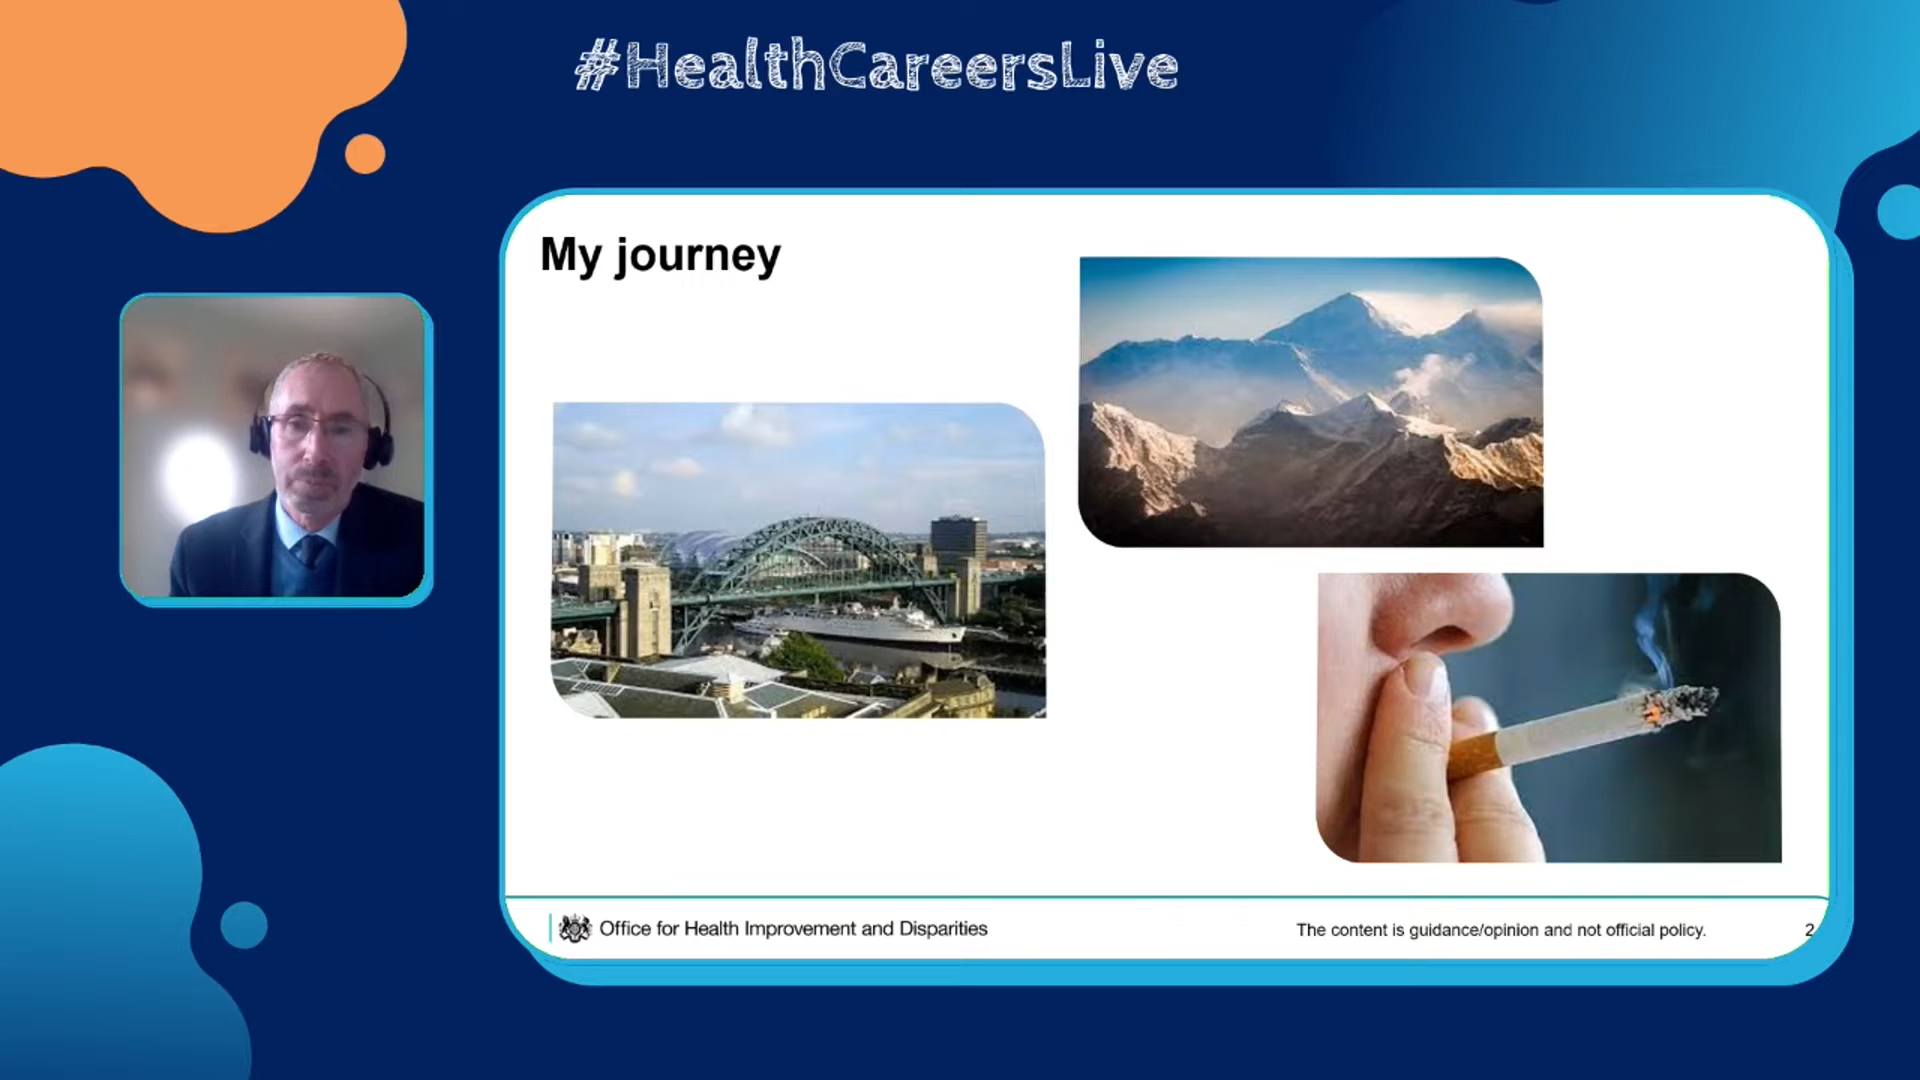 #HealthCareersLive
My journey
Office for Health Improvement and Disparities
The content is guidance/opinion and not official policy.
2